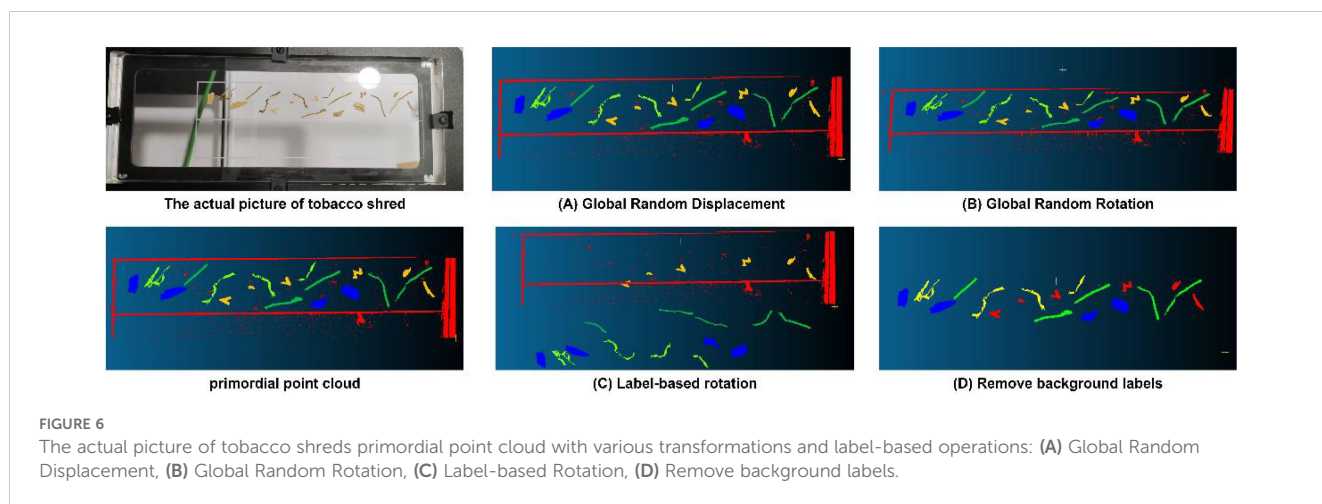 The actual picture of tobacco shred
(A) Global Random Displacement
(B) Global Random Rotation
primordial point cloud
(C) Label-based rotation
(D) Remove background labels
FIGURE 6
The actual picture of tobacco shreds primordial point cloud with various transformations and label-based operations: (A) Global Random
Displacement, (B) Global Random Rotation, (C) Label-based Rotation, (D) Remove background labels.